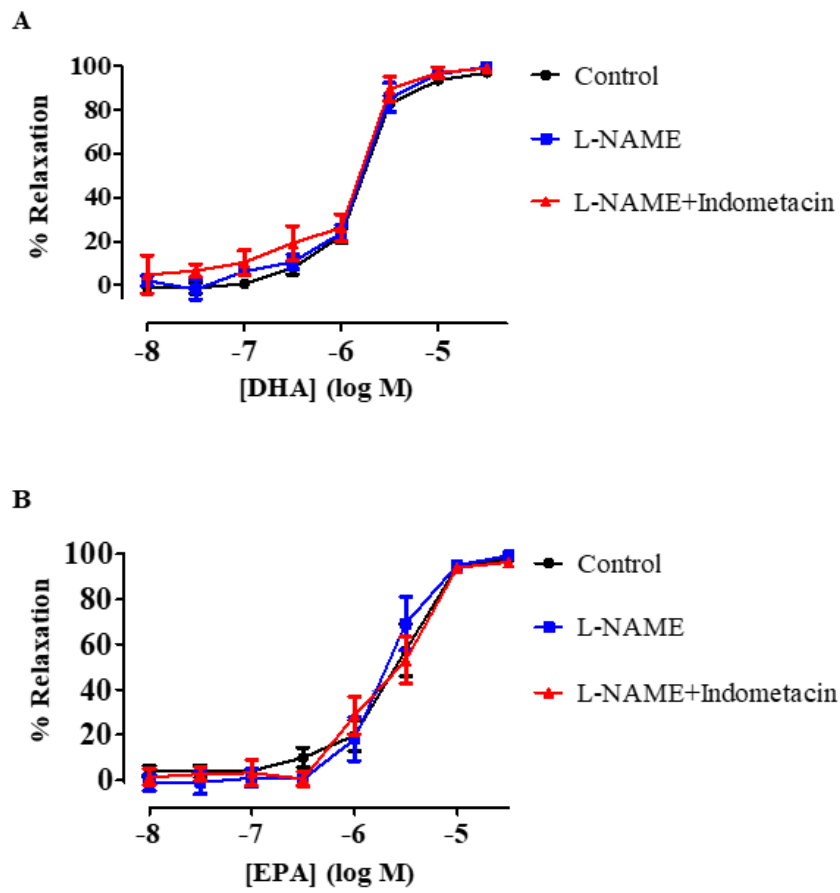 A
100
80
60
40
20
0
% Relaxation
-8 -7 -6 -5
[DHA] (log M)
Control
L-NAME
L-NAME+Indometacin
B
100
80
60
40
20
0
% Relaxation
-8 -7 -6 -5
[EPA] (log M)
Control
L-NAME
L-NAME+Indometacin